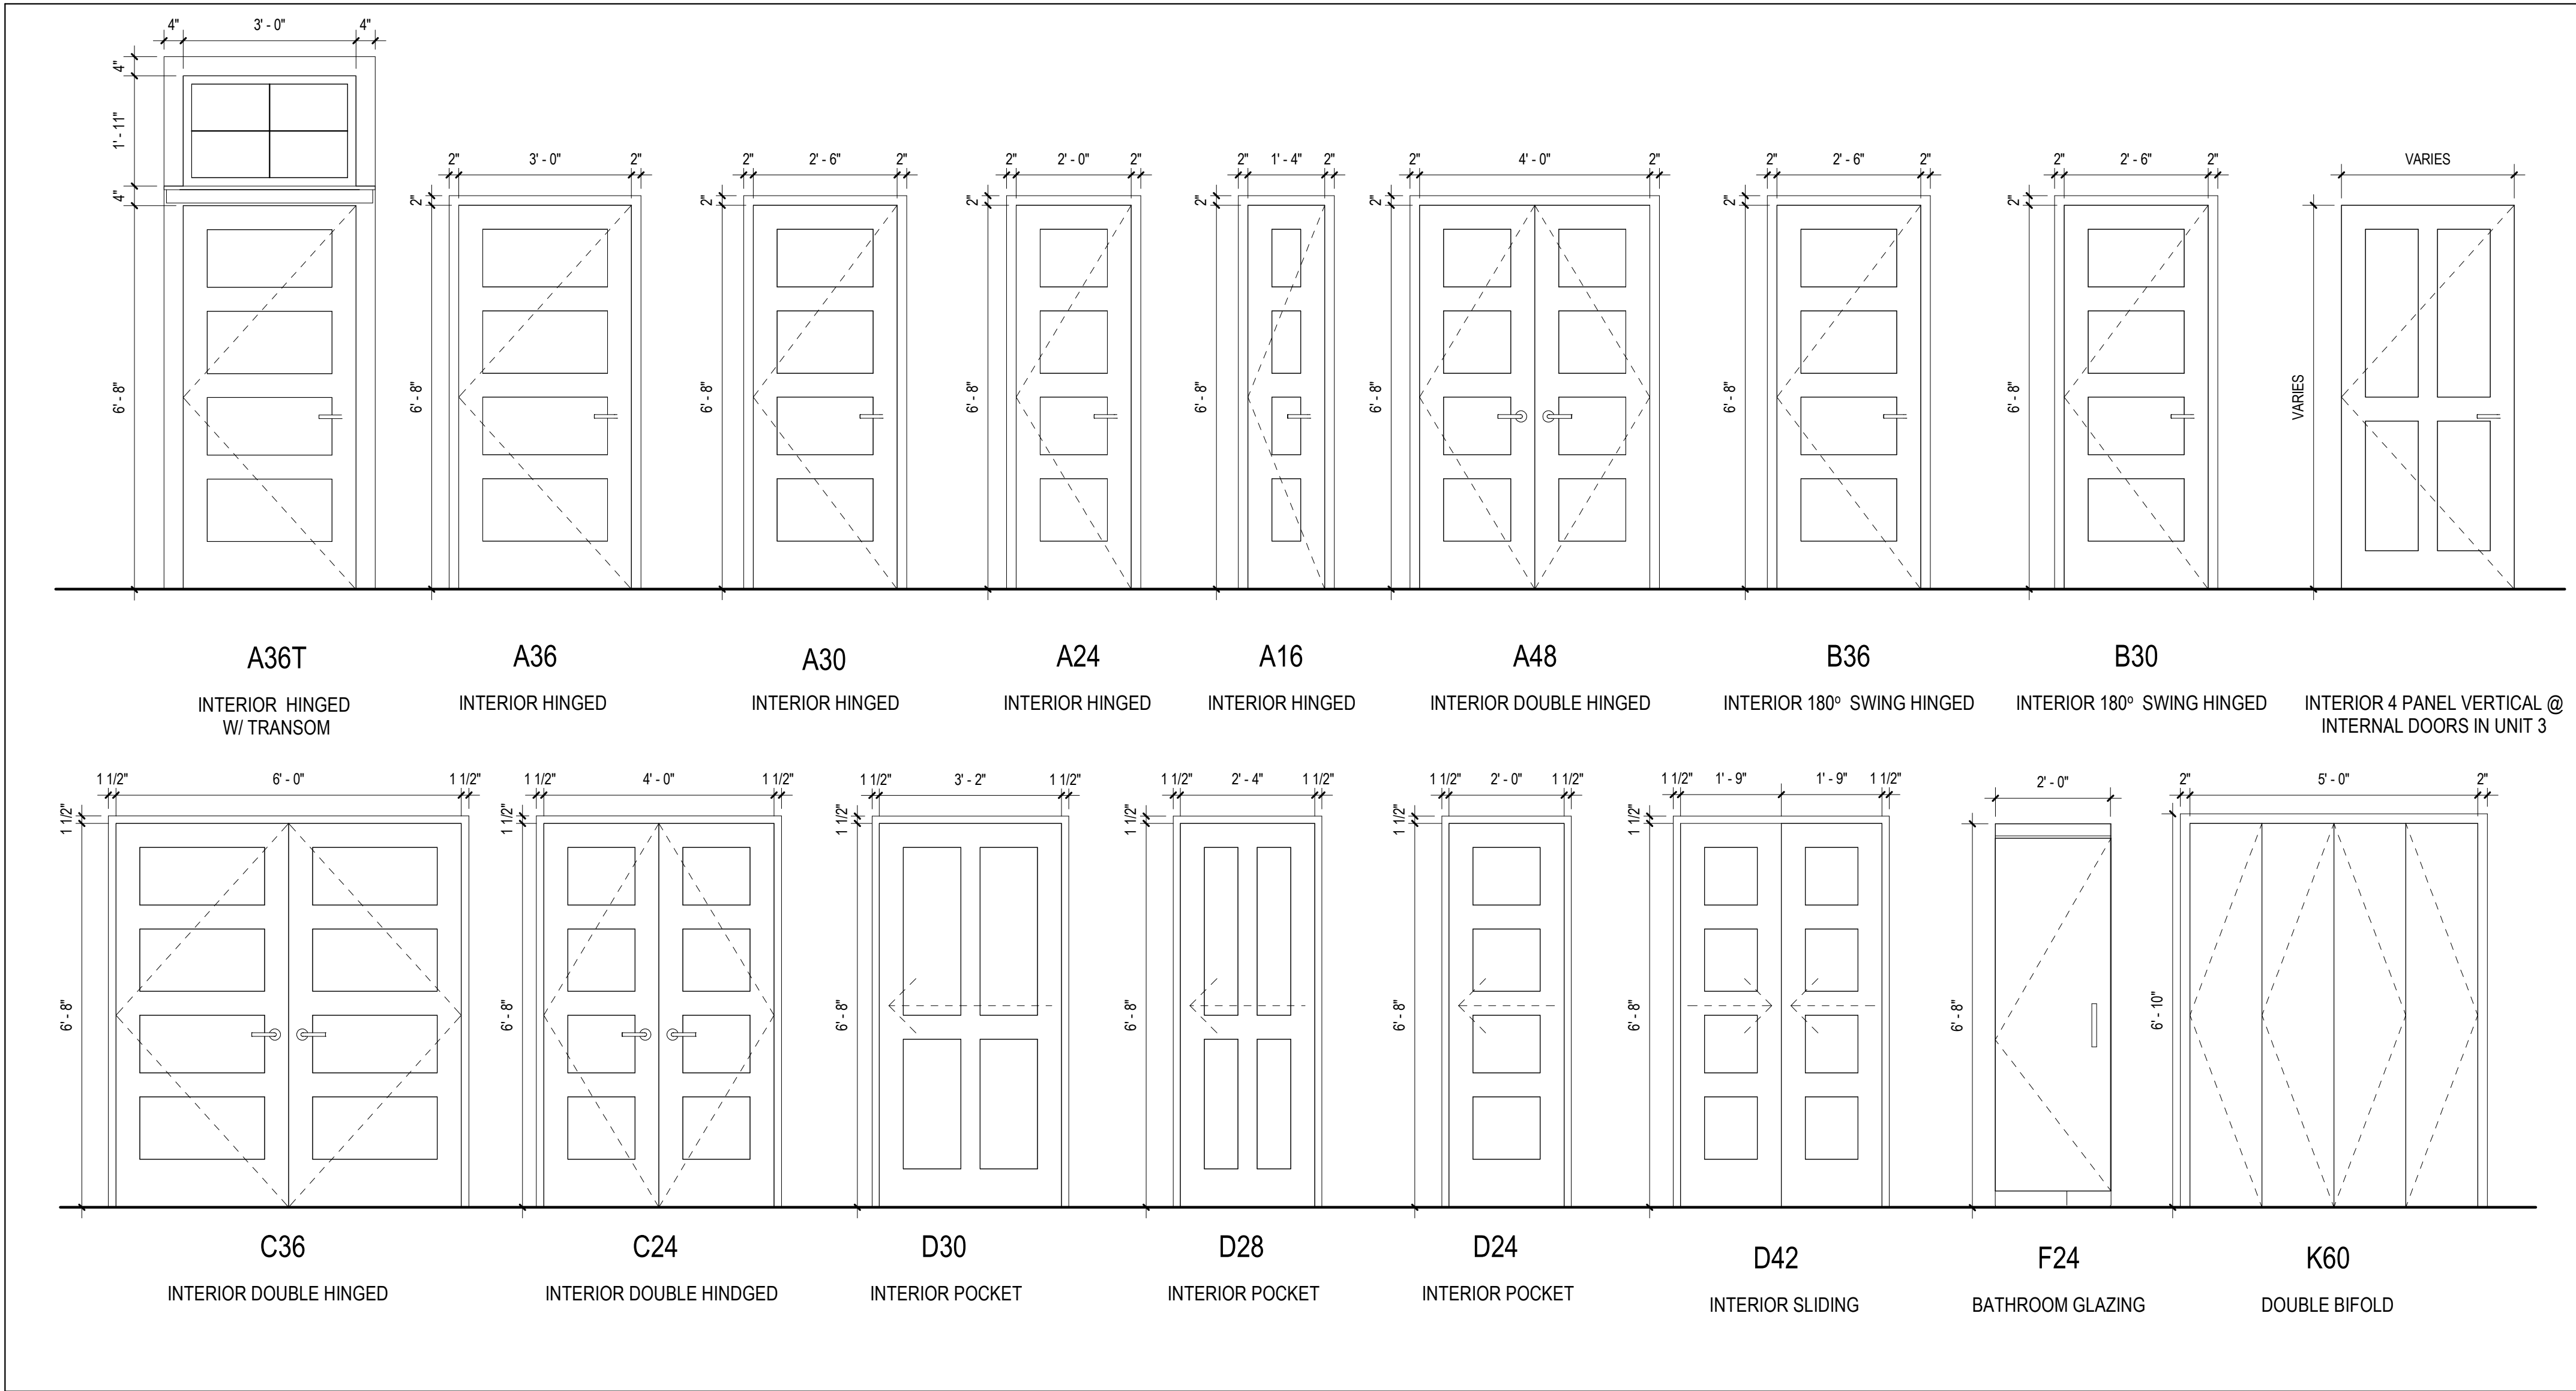 4" 3' - 0" 4"
4"
1' - 11"
4"
6' - 8"
2" 3' - 0" 2"
2"
6' - 8"
2" 2' - 6" 2"
2"
6' - 8"
2" 2' - 0" 2"
2"
6' - 8"
2" 1' - 4" 2"
2"
6' - 8"
2" 4' - 0" 2"
2"
6' - 8"
2" 2' - 6" 2"
2"
6' - 8"
2" 2' - 6" 2"
2"
6' - 8"
VARIES
VARIES
A36T
INTERIOR HINGED
W/ TRANSOM
A36
INTERIOR HINGED
A30
INTERIOR HINGED
A24
INTERIOR HINGED
A16
INTERIOR HINGED
A48
INTERIOR DOUBLE HINGED
B36
INTERIOR 180º SWING HINGED
B30
INTERIOR 180º SWING HINGED
INTERIOR 4 PANEL VERTICAL @
INTERNAL DOORS IN UNIT 3
1 1/2" 6' - 0" 1 1/2"
1 1/2"
6' - 8"
1 1/2" 4' - 0" 1 1/2"
1 1/2"
6' - 8"
1 1/2" 3' - 2" 1 1/2"
1 1/2"
6' - 8"
1 1/2" 2' - 4" 1 1/2"
1 1/2"
6' - 8"
1 1/2" 2' - 0" 1 1/2"
1 1/2"
6' - 8"
1 1/2" 1' - 9" 1' - 9" 1 1/2"
1 1/2"
6' - 8"
2' - 0"
6' - 8"
2" 5' - 0" 2"
6' - 10"
C36
INTERIOR DOUBLE HINGED
C24
INTERIOR DOUBLE HINDGED
D30
INTERIOR POCKET
D28
INTERIOR POCKET
D24
INTERIOR POCKET
D42
INTERIOR SLIDING
F24
BATHROOM GLAZING
K60
DOUBLE BIFOLD